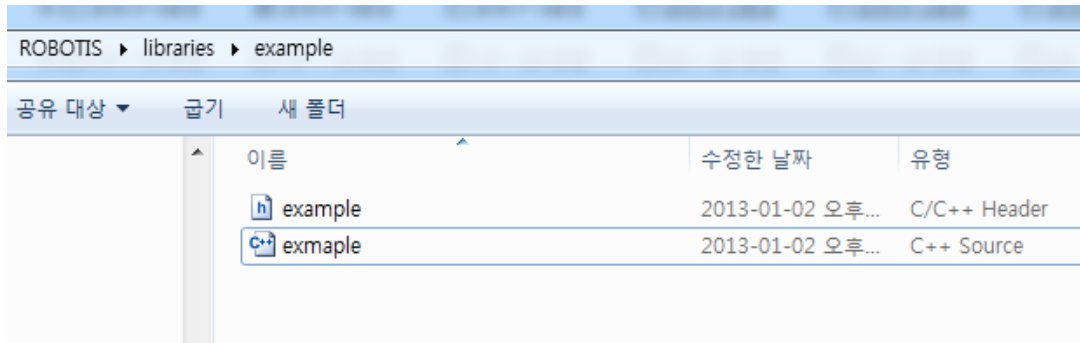 ROBOTIS ▸ libraries ▸ example
공유 대상 ▼ 굽기 새 폴더
이름 수정한 날짜 유형
example 2013-01-02 오후... C/C++ Header
exmaple 2013-01-02 오후... C++ Source